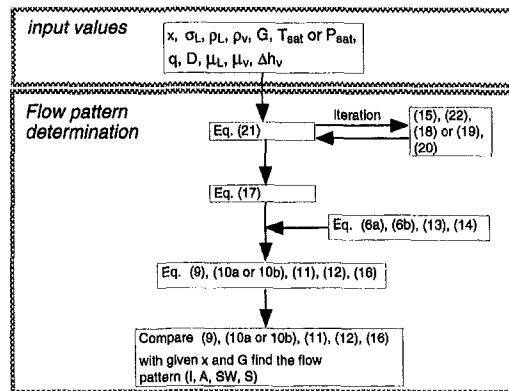 input values
x, σL, ρL, ρv, G, Tsat or Psat,
q, D, μL, μv, Δhv
Flow pattern
determination
Eq. (21)
Iteration
(15), (22),
(18) or (19),
(20)
Eq. (17)
Eq. (6a), (6b), (13), (14)
Eq. (9), (10a or 10b), (11), (12), (16)
Compare (9), (10a or 10b), (11), (12), (16)
with given x and G find the flow
pattern (I, A, SW, S)